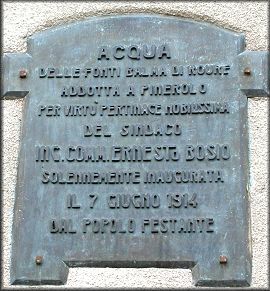 ACQUA
DELLE FONTI BALMA DI ROURE
ADDOTTA A PINEROLO
PER VIRTÙ PERTINACE NOBILISSIMA
DEL SINDACO
ING. COMM. ERNESTO BOSIO
SOLENNEMENTE INAUGURATA
IL 7 GIUGNO 1914
DAL POPOLO FESTANTE